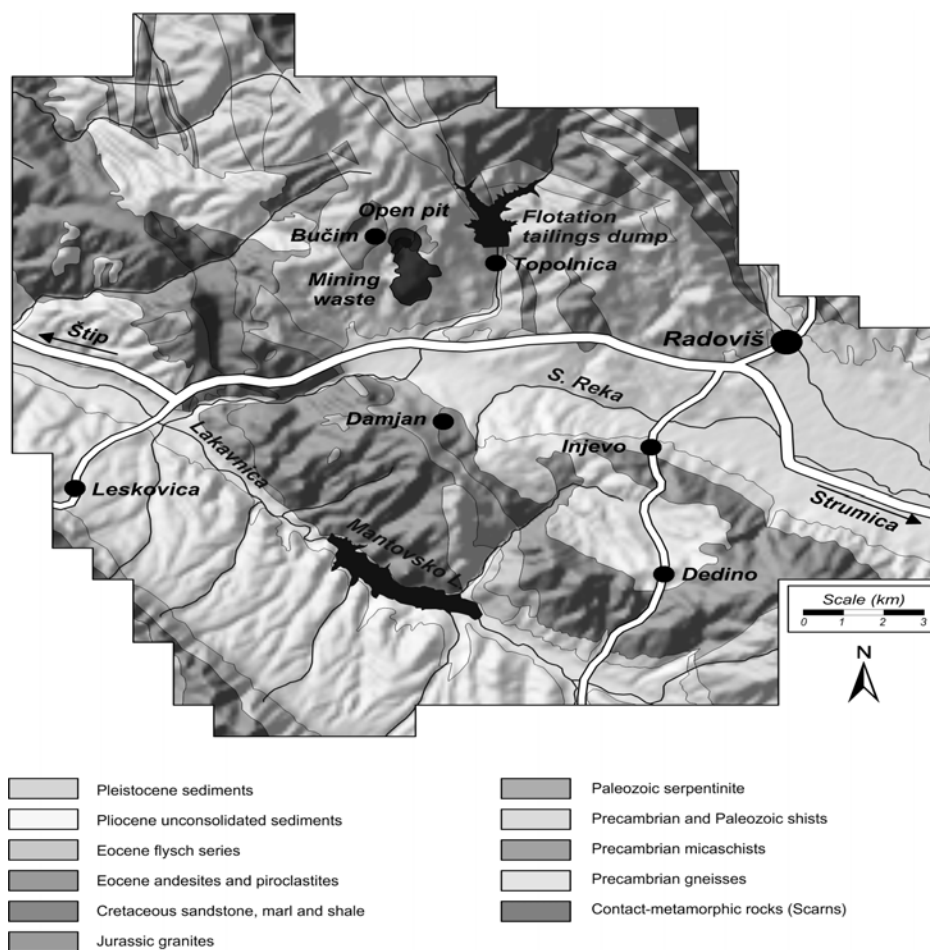 Open pit
Bučim
Flotation
tailings dump
Mining
waste
Topolnica
Štip
Radoviš
S. Reka
Damjan
Injevo
Lakavnica
Leskovica
Strumica
Mantovsko L.
Dedino
Scale (km)
0 1 2 3
N
Pleistocene sediments
Pliocene unconsolidated sediments
Eocene flysch series
Eocene andesites and piroclastites
Cretaceous sandstone, marl and shale
Jurassic granites
Paleozoic serpentinite
Precambrian and Paleozoic shists
Precambrian micaschists
Precambrian gneisses
Contact-metamorphic rocks (Scarns)